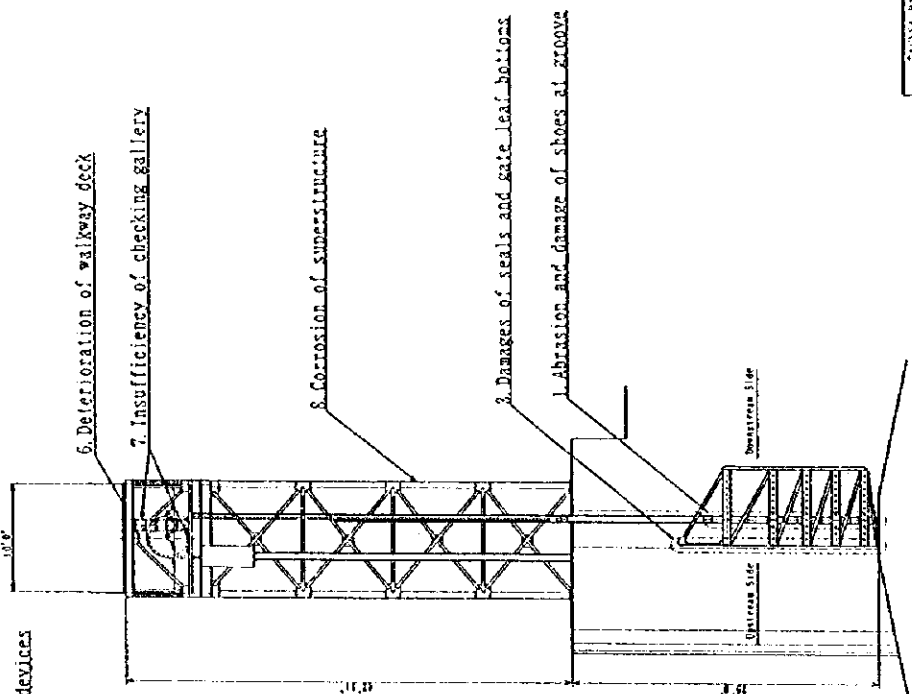 devices
6. Deterioration of walkway deck
7. Insufficiency of checking gallery
8. Corrosion of superstructure
3. Damages of seals and gate leaf bottoms
1. Abrasion and damage of shoes at groove
Upstream Side
Downstream Side